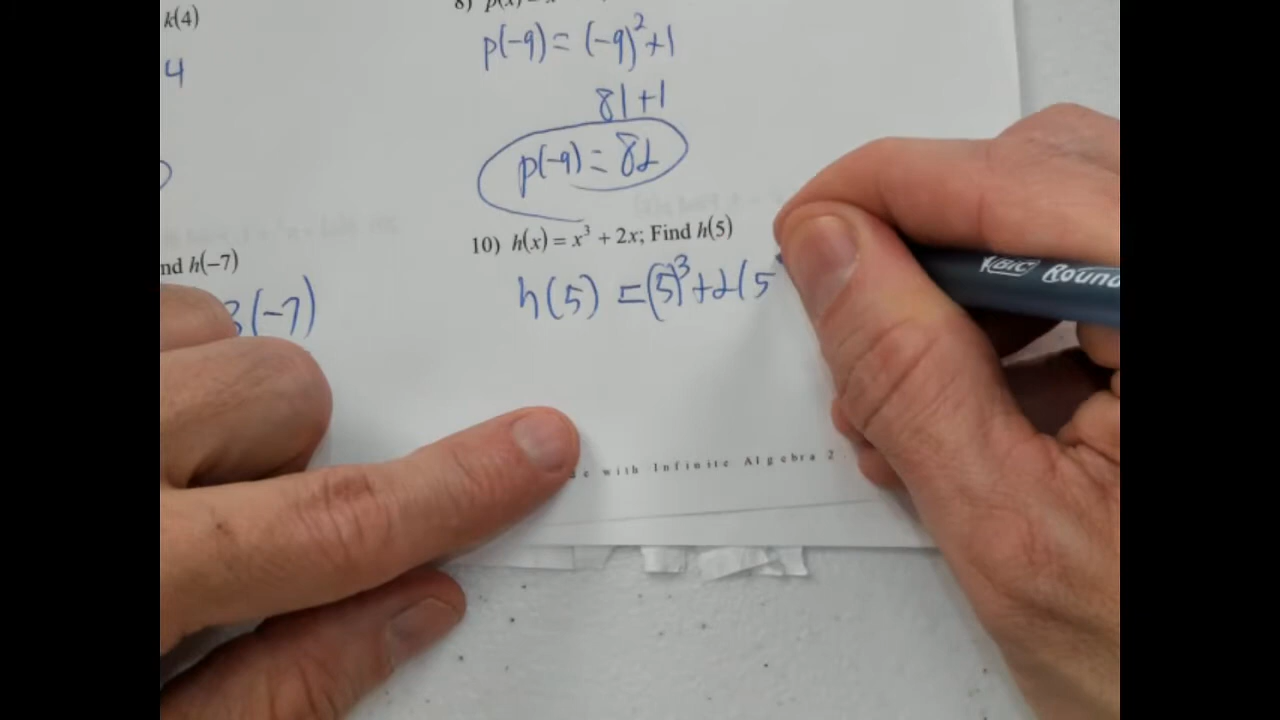 k(4)
4
8) p(x)
p(-9) = (-9)²+1
81+1
p(-9) = 82
nd h(−7)
3(-7)
10) h(x) = x³ + 2x; Find h(5)
h(5) = (5)³+2(5
with Infinite Algebra 2
BIC Round